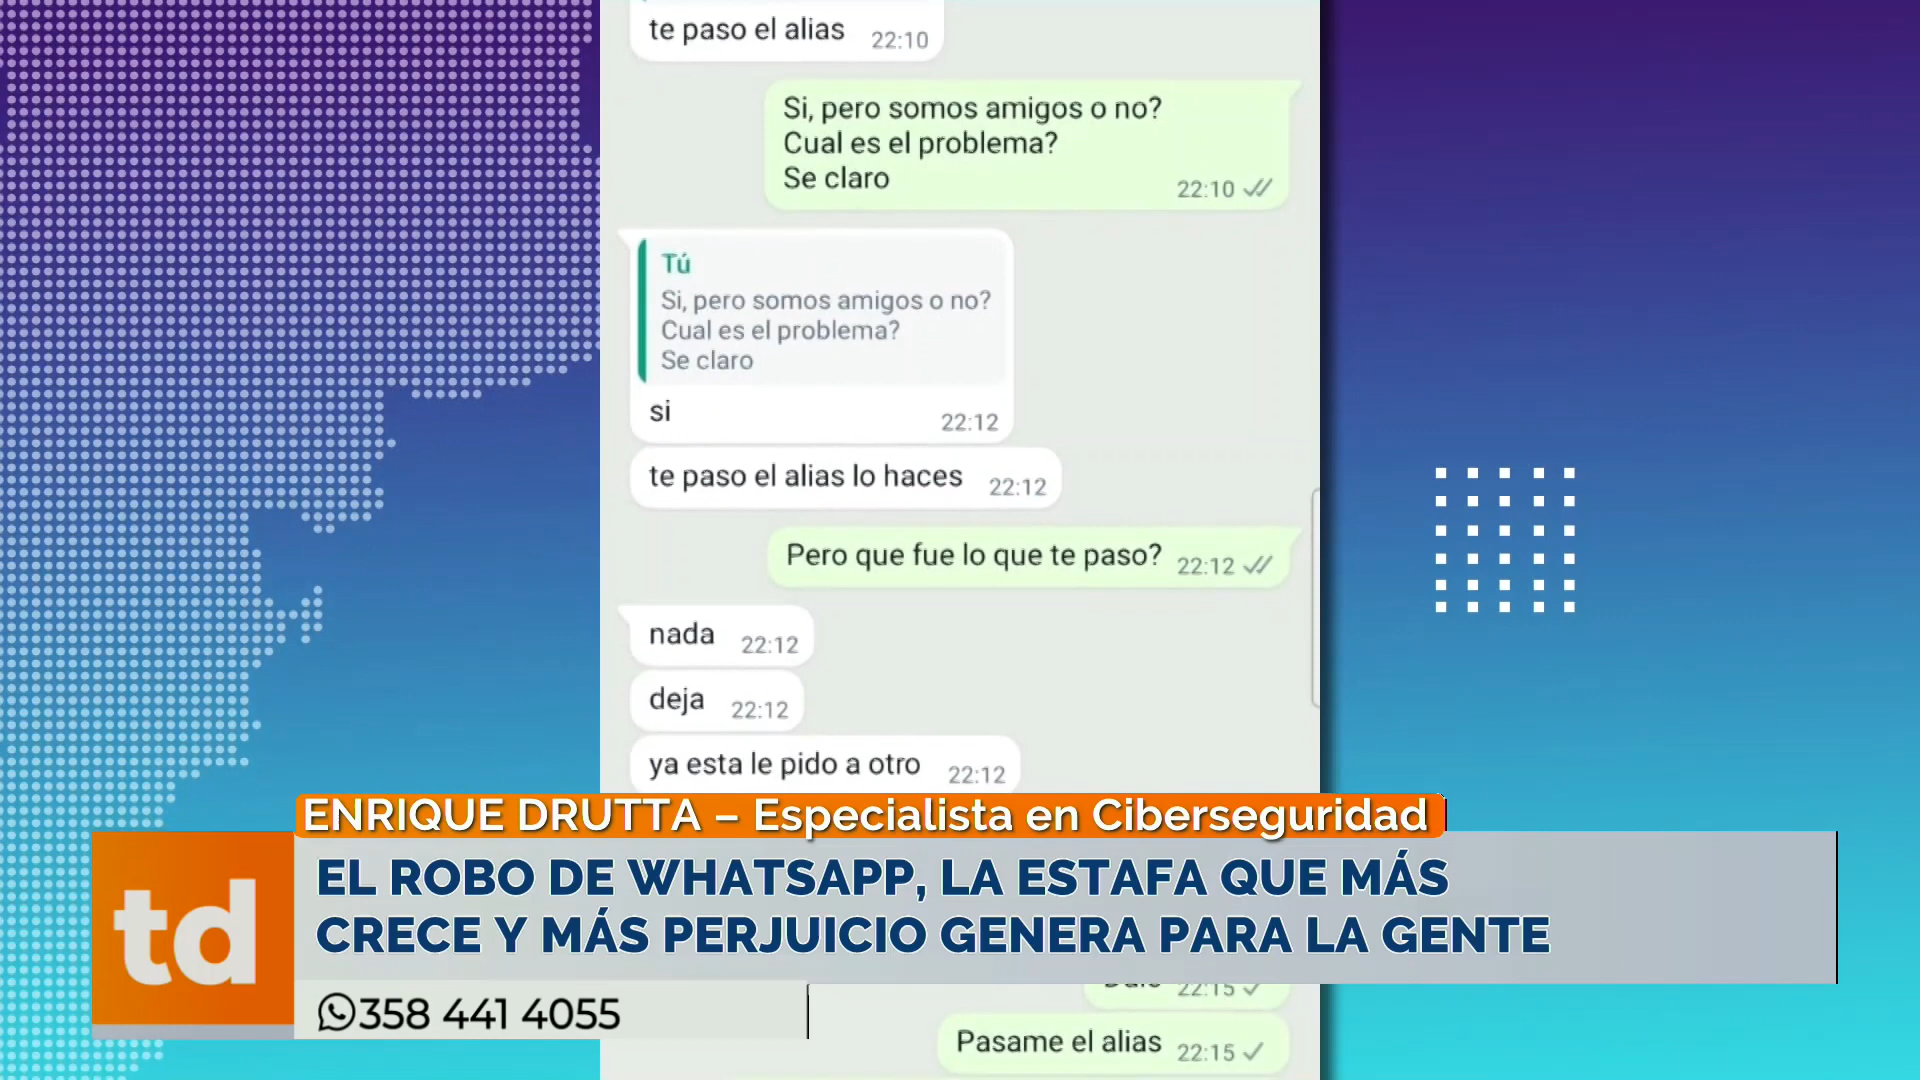 te paso el alias 22:10
Si, pero somos amigos o no?
Cual es el problema?
Se claro
22:10
Tú
Si, pero somos amigos o no?
Cual es el problema?
Se claro
si 22:12
te paso el alias lo haces 22:12
Pero que fue lo que te paso? 22:12
nada 22:12
deja 22:12
ya esta le pido a otro 22:12
ENRIQUE DRUTTA – Especialista en Ciberseguridad
td
EL ROBO DE WHATSAPP, LA ESTAFA QUE MÁS
CRECE Y MÁS PERJUICIO GENERA PARA LA GENTE
22:15
358 441 4055
Pasame el alias 22:15